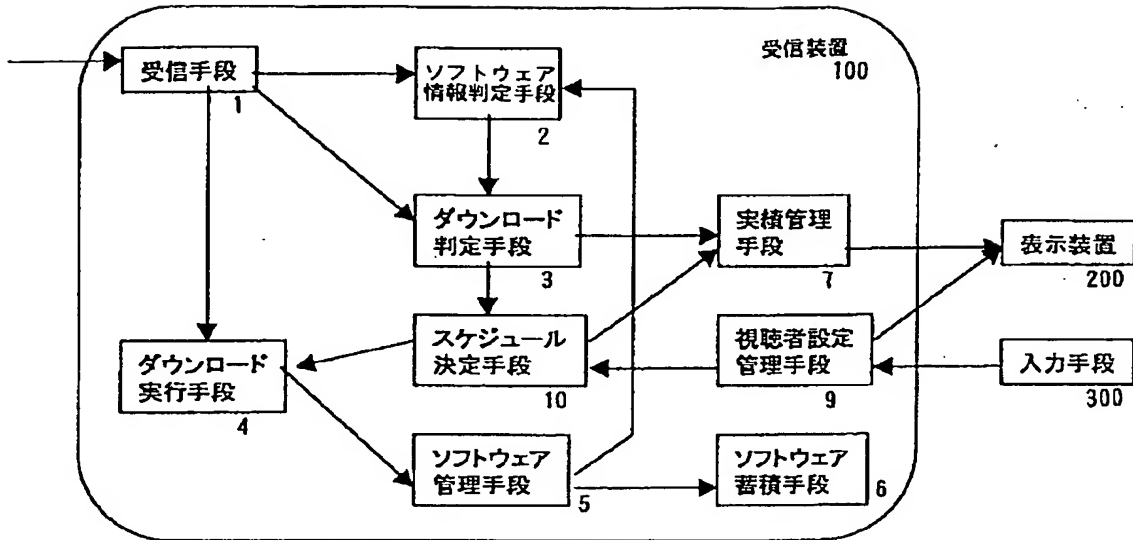 受信装置
100
受信手段
1
ソフトウェア
情報判定手段
2
ダウンロード
判定手段
3
実績管理
手段
7
表示装置
200
ダウンロード
実行手段
4
スケジュール
決定手段
10
視聴者設定
管理手段
9
入力手段
300
ソフトウェア
管理手段
5
ソフトウェア
蓄積手段
6